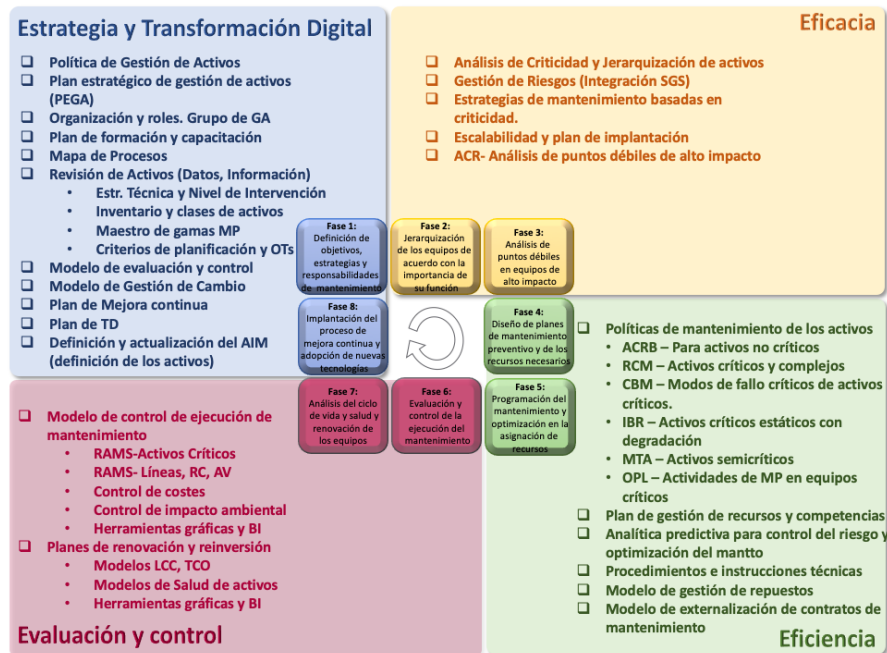 Estrategia y Transformación Digital
Política de Gestión de Activos
Plan estratégico de gestión de activos
(PEGA)
Organización y roles. Grupo de GA
Plan de formación y capacitación
Mapa de Procesos
Revisión de Activos (Datos, Información)
• Estr. Técnica y Nivel de Intervención
• Inventario y clases de activos
• Maestro de gamas MP
• Criterios de planificación y OTs
Modelo de evaluación y control
Modelo de Gestión de Cambio
Plan de Mejora continua
Plan de TD
Definición y actualización del AIM
(definición de los activos)
Eficacia
Análisis de Criticidad y Jerarquización de activos
Gestión de Riesgos (Integración SGS)
Estrategias de mantenimiento basadas en
criticidad.
Escalabilidad y plan de implantación
ACR- Análisis de puntos débiles de alto impacto
Fase 1:
Definición de
objetivos,
estrategias y
responsabilidades
de mantenimiento
Fase 2:
Jerarquización
de los equipos de
acuerdo con la
importancia de
su función
Fase 3:
Análisis de
puntos débiles
en equipos de
alto impacto
Fase 8:
Implantación del
proceso de
mejora continua y
adopción de nuevas
tecnologías
Fase 4:
Diseño de planes
de mantenimiento
preventivo y de los
recursos necesarios
Fase 7:
Análisis del ciclo
de vida y salud y
renovación de
los equipos
Fase 6:
Evaluación y
control de la
ejecución del
mantenimiento
Fase 5:
Programación del
mantenimiento y
optimización en la
asignación de
recursos
Modelo de control de ejecución de
mantenimiento
• RAMS-Activos Críticos
• RAMS- Líneas, RC, AV
• Control de costes
• Control de impacto ambiental
• Herramientas gráficas y BI
Planes de renovación y reinversión
• Modelos LCC, TCO
• Modelos de Salud de activos
• Herramientas gráficas y BI
Evaluación y control
Políticas de mantenimiento de los activos
• ACRB – Para activos no críticos
• RCM – Activos críticos y complejos
• CBM – Modos de fallo críticos de activos
críticos.
• IBR – Activos críticos estáticos con
degradación
• MTA – Activos semicríticos
• OPL – Actividades de MP en equipos
críticos
Plan de gestión de recursos y competencias
Analítica predictiva para control del riesgo y
optimización del mantto
Procedimientos e instrucciones técnicas
Modelo de gestión de repuestos
Modelo de externalización de contratos de
mantenimiento
Eficiencia